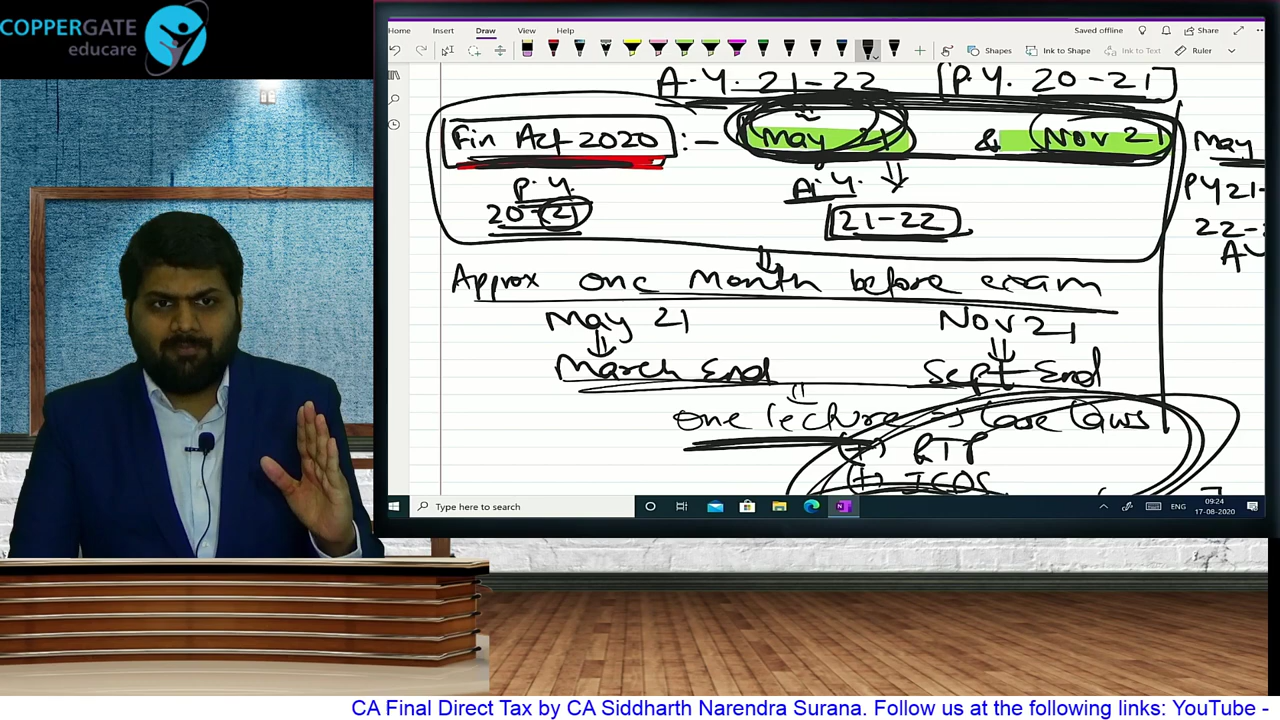 COPPERGATE
educare
Home Insert Draw View Help
Saved offline Share
Shapes Ink to Shape Ink to Text Ruler
A.Y. 21-22 [P.Y. 20-21]
Fin Act 2020 :- May 21 & Nov 21
P.Y. A.Y.
20-21 21-22
May
PY 21-
22-
A
Approx one Month before exam
May 21 Nov 21
March End Sept End
one lecture → Case laws
(+) RTP
(+) ICDS
Type here to search
ENG
09:24
17-08-2020
CA Final Direct Tax by CA Siddharth Narendra Surana. Follow us at the following links: YouTube -